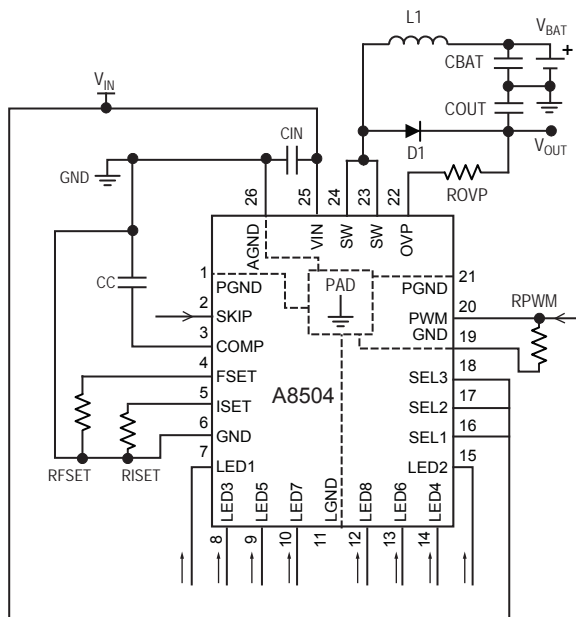 L1
VBAT
+
CBAT
COUT
VIN
CIN
D1
VOUT
GND
ROVP
26
25
24
23
22
AGND
VIN
SW
SW
OVP
CC
1
PGND
PAD
PGND
21
2
SKIP
PWM
20
RPWM
3
COMP
GND
19
4
FSET
SEL3
18
5
ISET
A8504
SEL2
17
6
GND
SEL1
16
7
LED1
LED2
15
RFSET
RISET
LED3
LED5
LED7
LGND
LED8
LED6
LED4
8
9
10
11
12
13
14